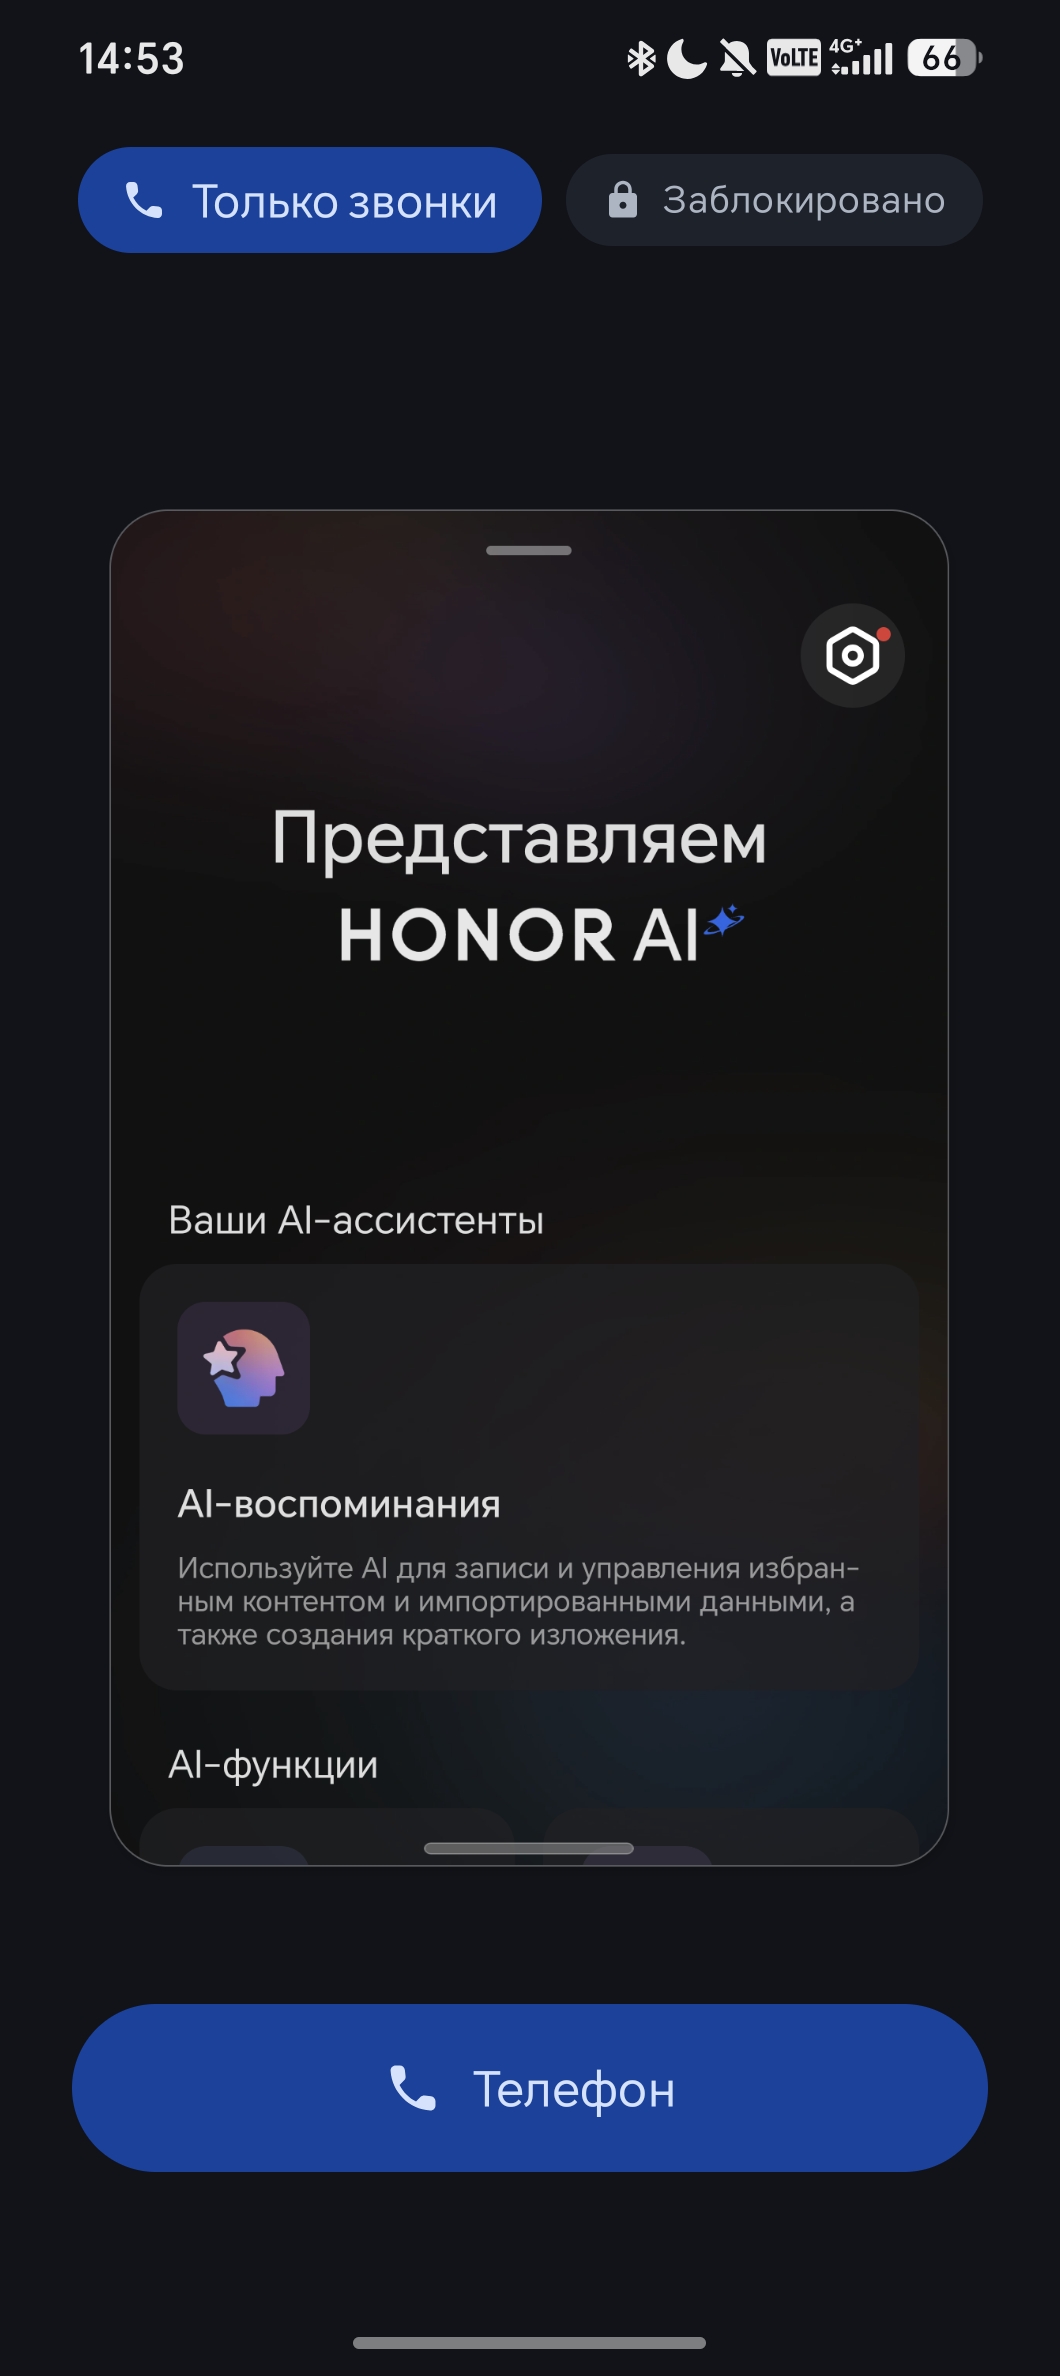 14:53
VoLTE 4G+ 66
Только звонки
Заблокировано
Представляем
HONOR AI
Ваши AI-ассистенты
AI-воспоминания
Используйте AI для записи и управления избран-
ным контентом и импортированными данными, а
также создания краткого изложения.
AI-функции
Телефон